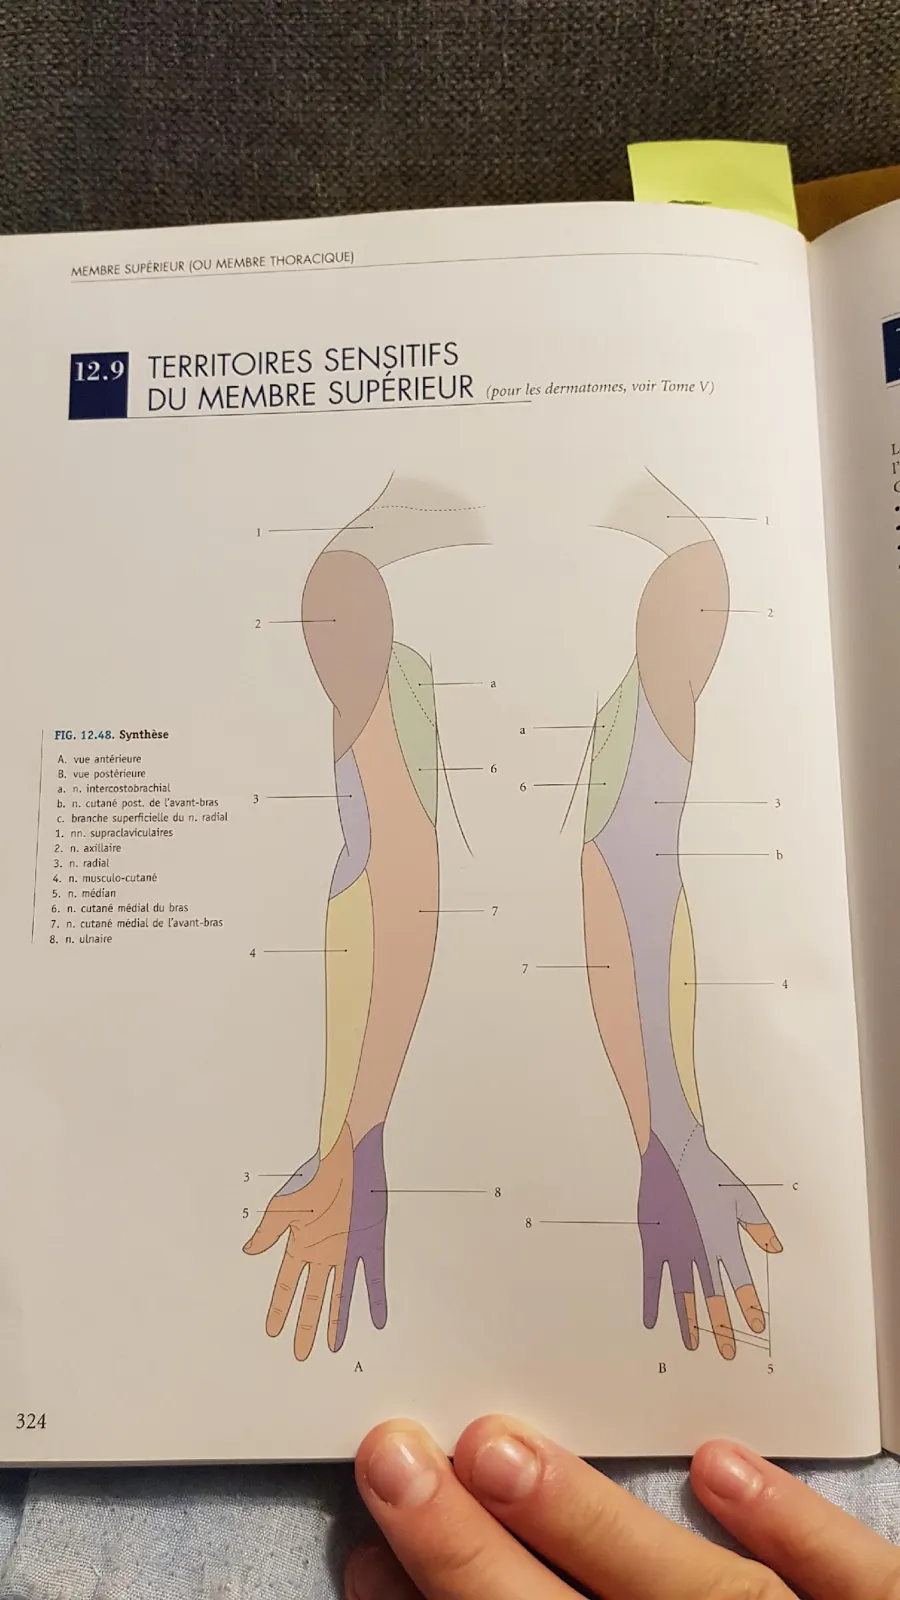 MEMBRE SUPÉRIEUR (OU MEMBRE THORACIQUE)
12.9 TERRITOIRES SENSITIFS
DU MEMBRE SUPÉRIEUR (pour les dermatomes, voir Tome V)
FIG. 12.48. Synthèse
A. vue antérieure
B. vue postérieure
a. n. intercostobrachial
b. n. cutané post. de l'avant-bras
c. branche superficielle du n. radial
1. nn. supraclaviculaires
2. n. axillaire
3. n. radial
4. n. musculo-cutané
5. n. médian
6. n. cutané médial du bras
7. n. cutané médial de l'avant-bras
8. n. ulnaire
1
2
a
6
3
7
4
3
5
8
A
1
2
a
6
3
b
7
4
c
8
5
B
324